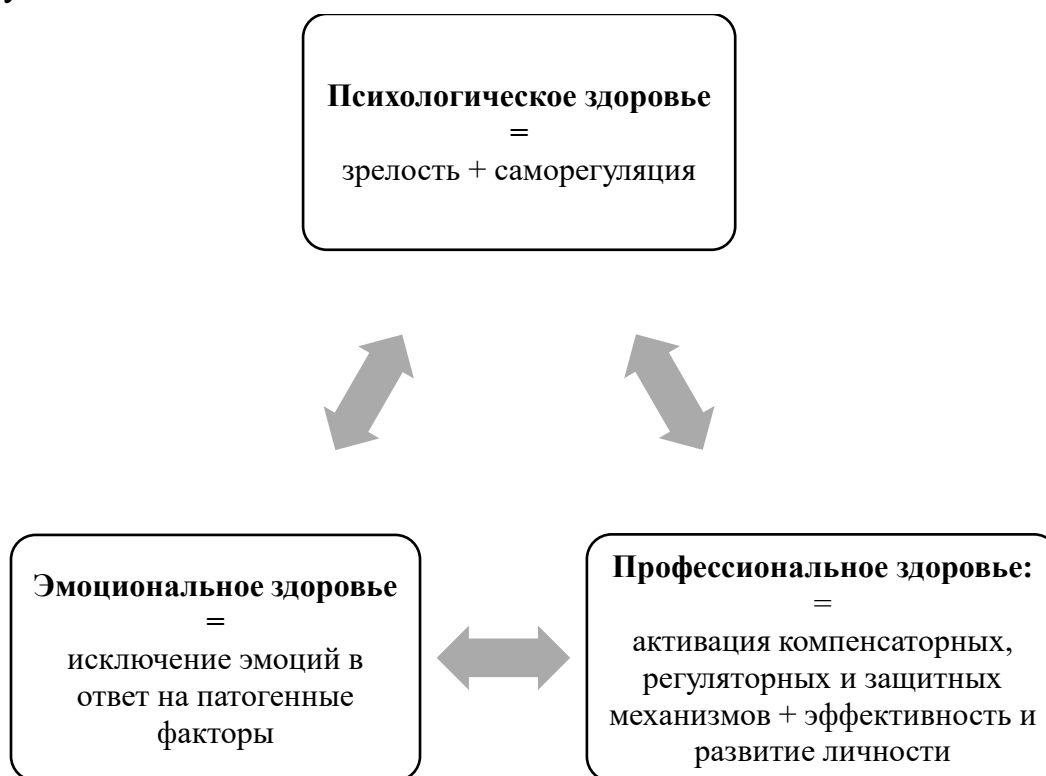 Психологическое здоровье
=
зрелость + саморегуляция
Эмоциональное здоровье
=
исключение эмоций в
ответ на патогенные
факторы
Профессиональное здоровье:
=
активация компенсаторных,
регуляторных и защитных
механизмов + эффективность и
развитие личности